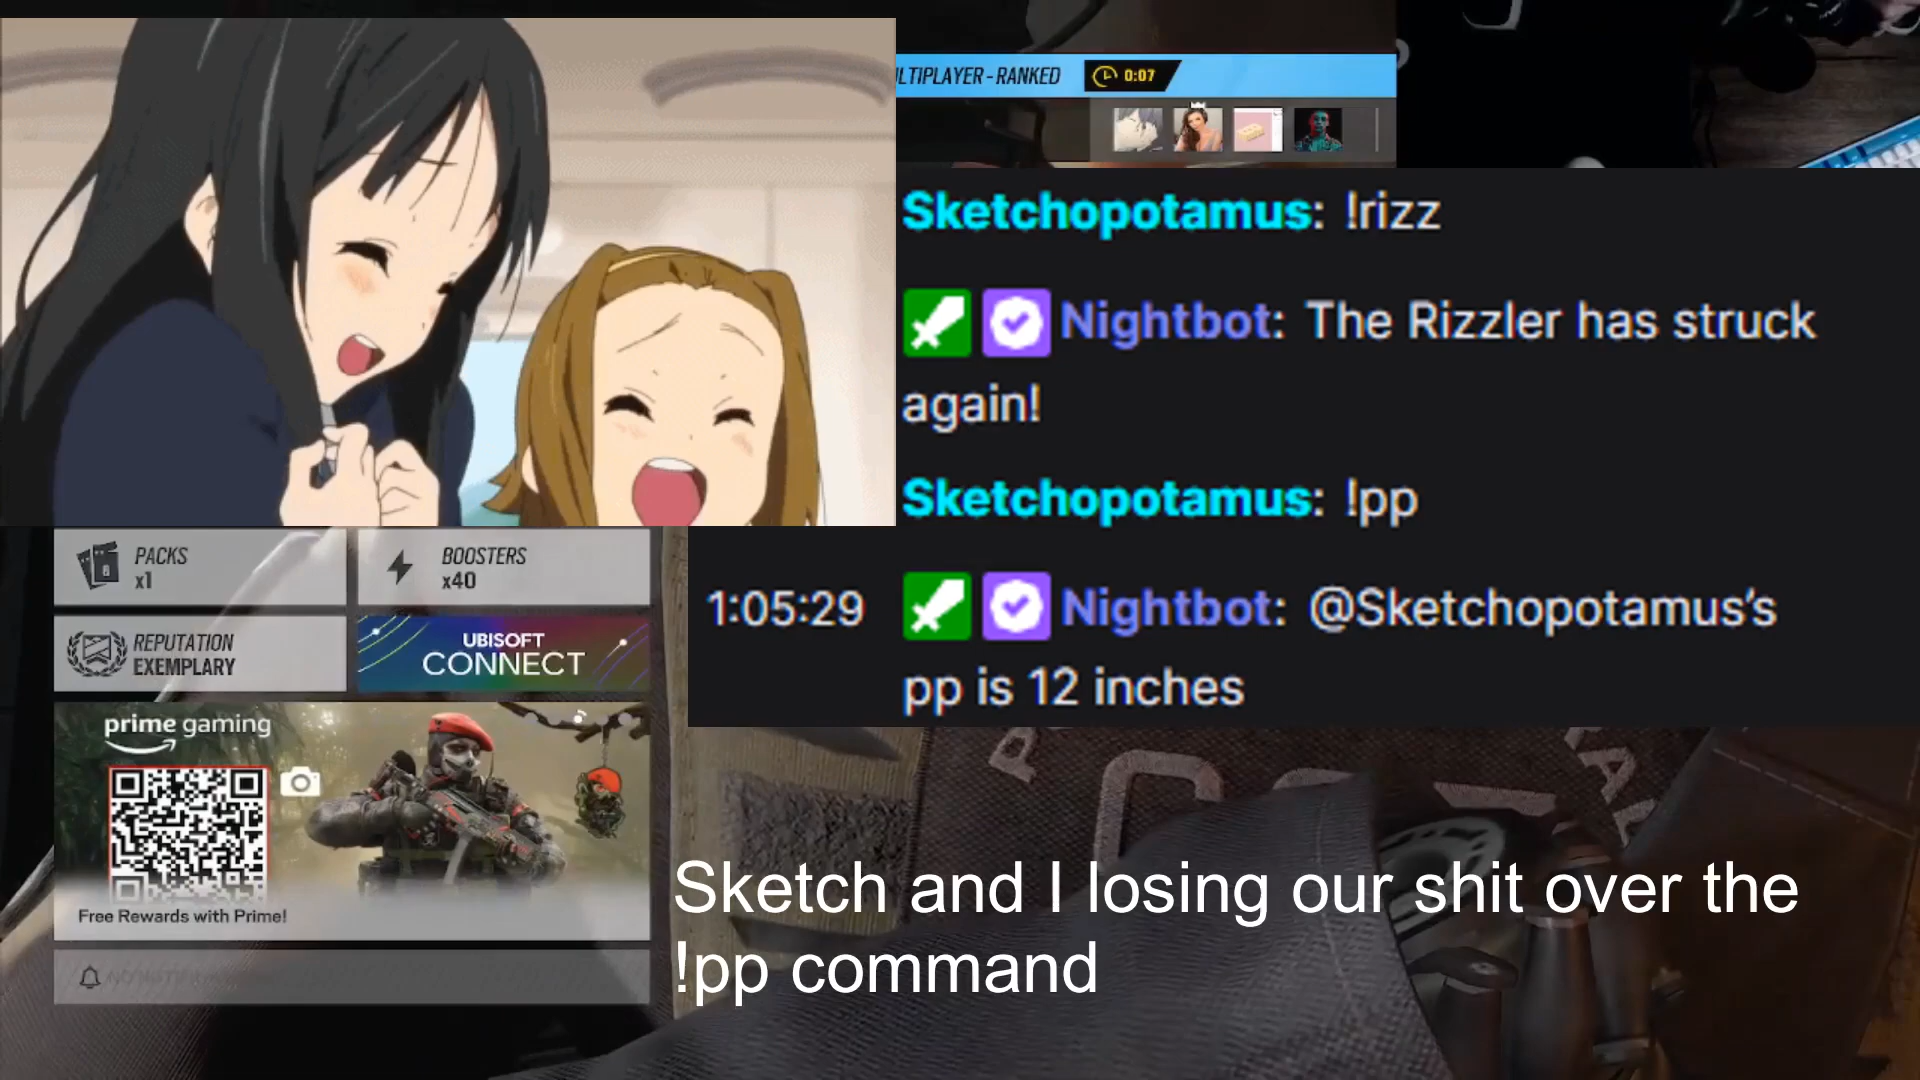 LTIPLAYER - RANKED 0:07
Sketchopotamus: !rizz
Nightbot: The Rizzler has struck
again!
Sketchopotamus: !pp
1:05:29 Nightbot: @Sketchopotamus’s
pp is 12 inches
PACKS
x1
BOOSTERS
x40
REPUTATION
EXEMPLARY
UBISOFT
CONNECT
prime gaming
Free Rewards with Prime!
Sketch and I losing our shit over the
!pp command